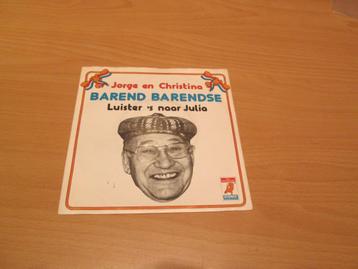 Jorge en Christina
BAREND BARENDSE
Luister 's naar Julia